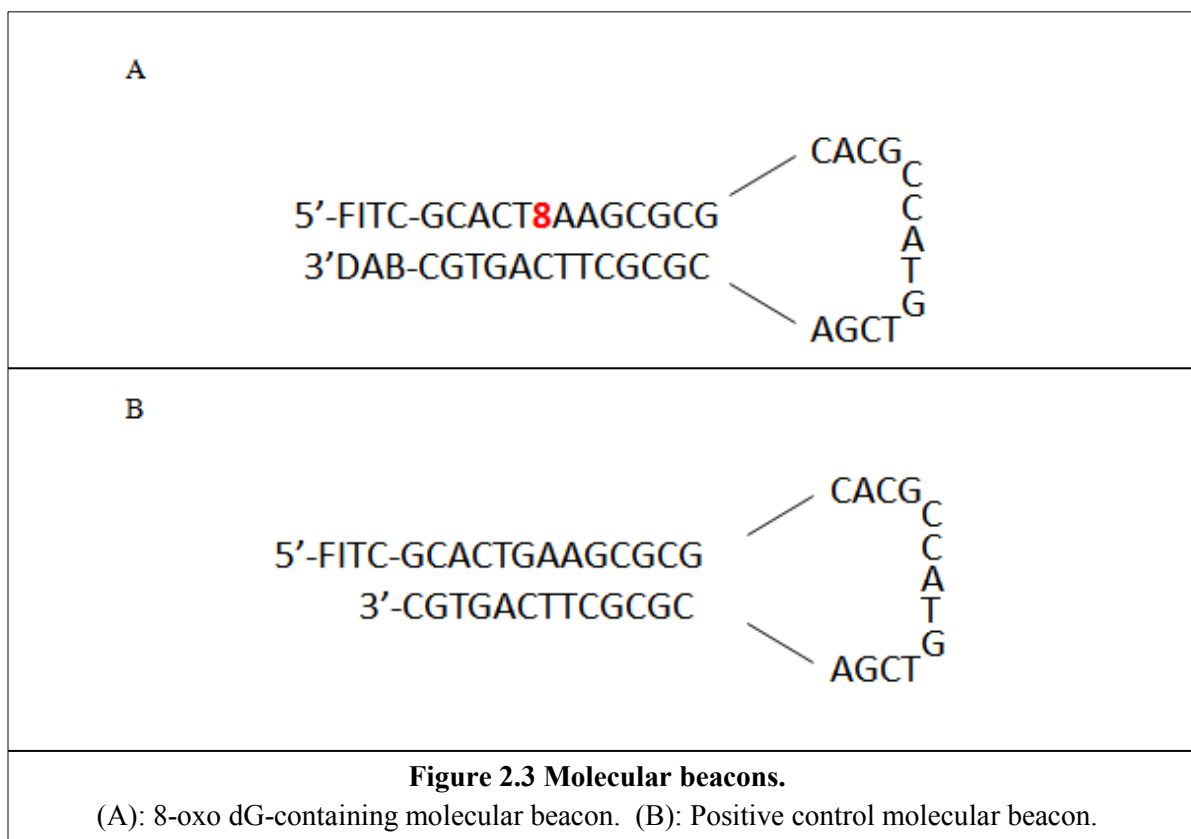 A
CACG
C
C
A
T
G
5'-FITC-GCACT8AAGCGCG
3'DAB-CGTGACTTCGCGC
AGCT
B
CACG
C
C
A
T
G
5'-FITC-GCACTGAAGCGCG
3'-CGTGACTTCGCGC
AGCT
Figure 2.3 Molecular beacons.
(A): 8-oxo dG-containing molecular beacon. (B): Positive control molecular beacon.